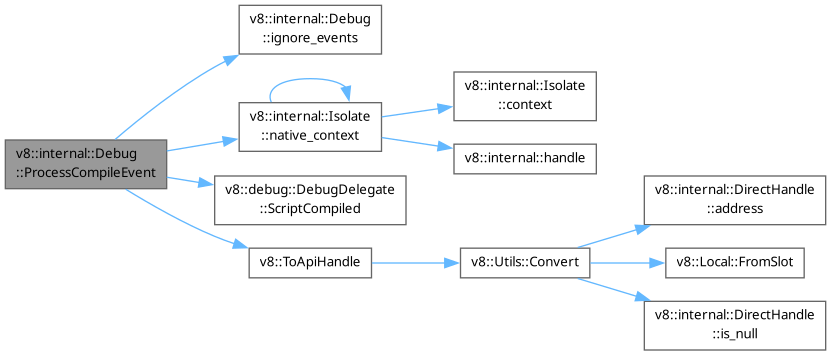 v8::internal::Debug
::ProcessCompileEvent
v8::internal::Debug
::ignore_events
v8::internal::Isolate
::native_context
v8::internal::Isolate
::context
v8::internal::handle
v8::debug::DebugDelegate
::ScriptCompiled
v8::ToApiHandle
v8::Utils::Convert
v8::internal::DirectHandle
::address
v8::Local::FromSlot
v8::internal::DirectHandle
::is_null